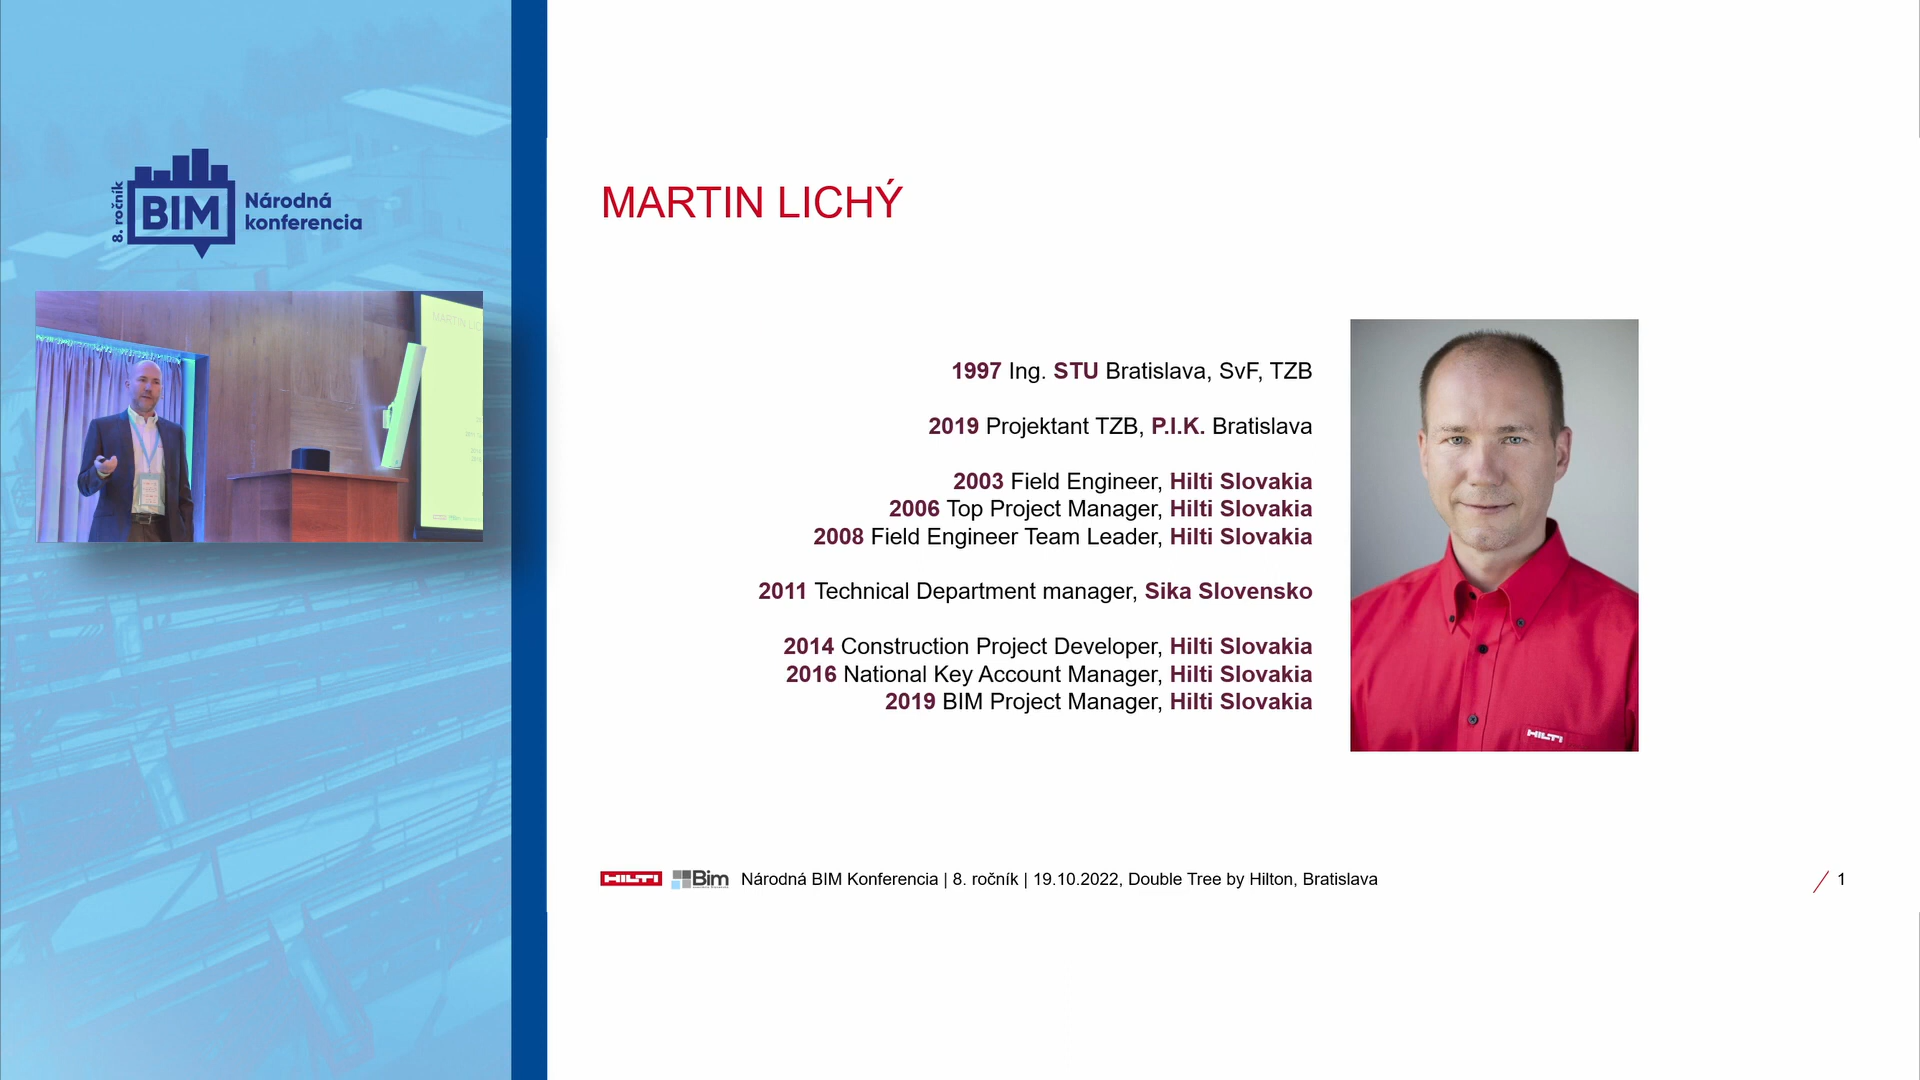 8. ročník
BIM
Národná
konferencia
MARTIN LIC
MARTIN LICHÝ
1997 Ing. STU Bratislava, SvF, TZB
2019 Projektant TZB, P.I.K. Bratislava
2003 Field Engineer, Hilti Slovakia
2006 Top Project Manager, Hilti Slovakia
2008 Field Engineer Team Leader, Hilti Slovakia
2011 Technical Department manager, Sika Slovensko
2014 Construction Project Developer, Hilti Slovakia
2016 National Key Account Manager, Hilti Slovakia
2019 BIM Project Manager, Hilti Slovakia
HILTI
HILTI Bim Národná BIM Konferencia | 8. ročník | 19.10.2022, Double Tree by Hilton, Bratislava
/ 1